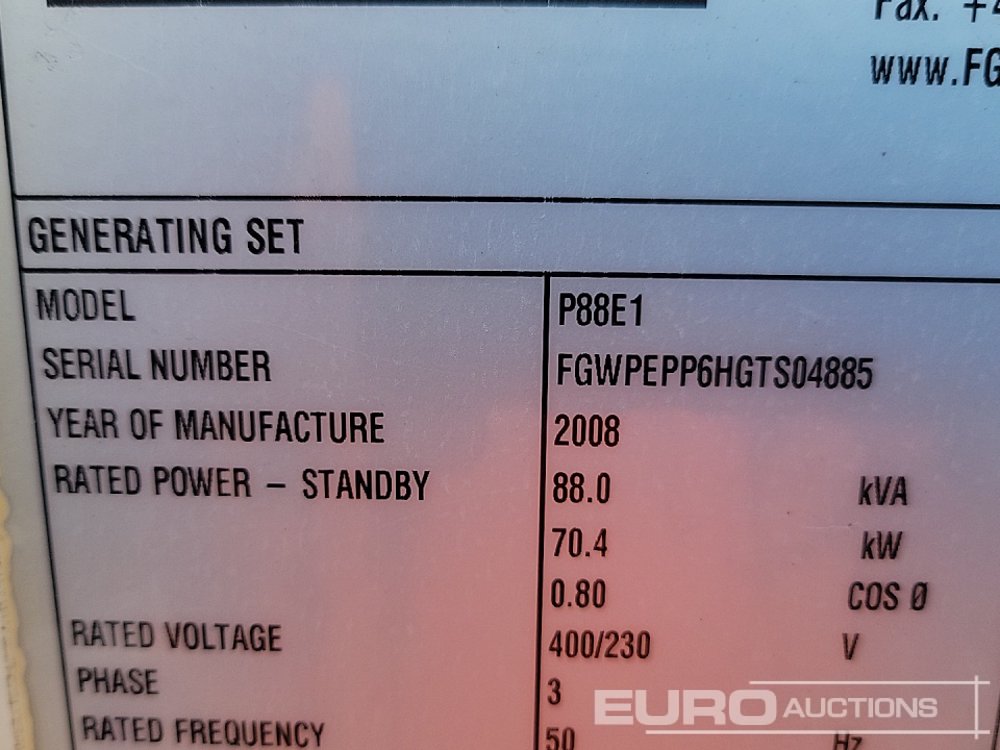 Fax. +4
www.FG
GENERATING SET
MODEL P88E1
SERIAL NUMBER FGWPEPP6HGTS04885
YEAR OF MANUFACTURE 2008
RATED POWER – STANDBY 88.0 kVA
70.4 kW
0.80 COS Ø
RATED VOLTAGE 400/230 V
PHASE 3
RATED FREQUENCY 50 Hz
EURO AUCTIONS